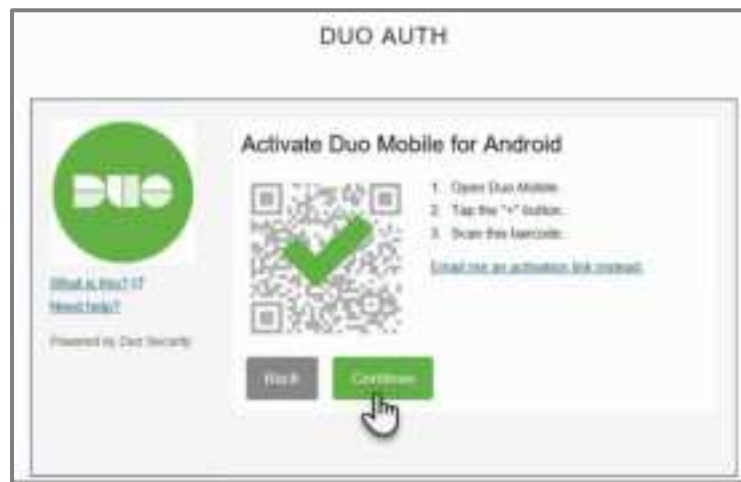 DUO AUTH
DUO
What is this?
Need help?
Powered by Duo Security
Activate Duo Mobile for Android
1. Open Duo Mobile.
2. Tap the "+" button.
3. Scan this barcode.
Email me an activation link instead.
Back
Continue